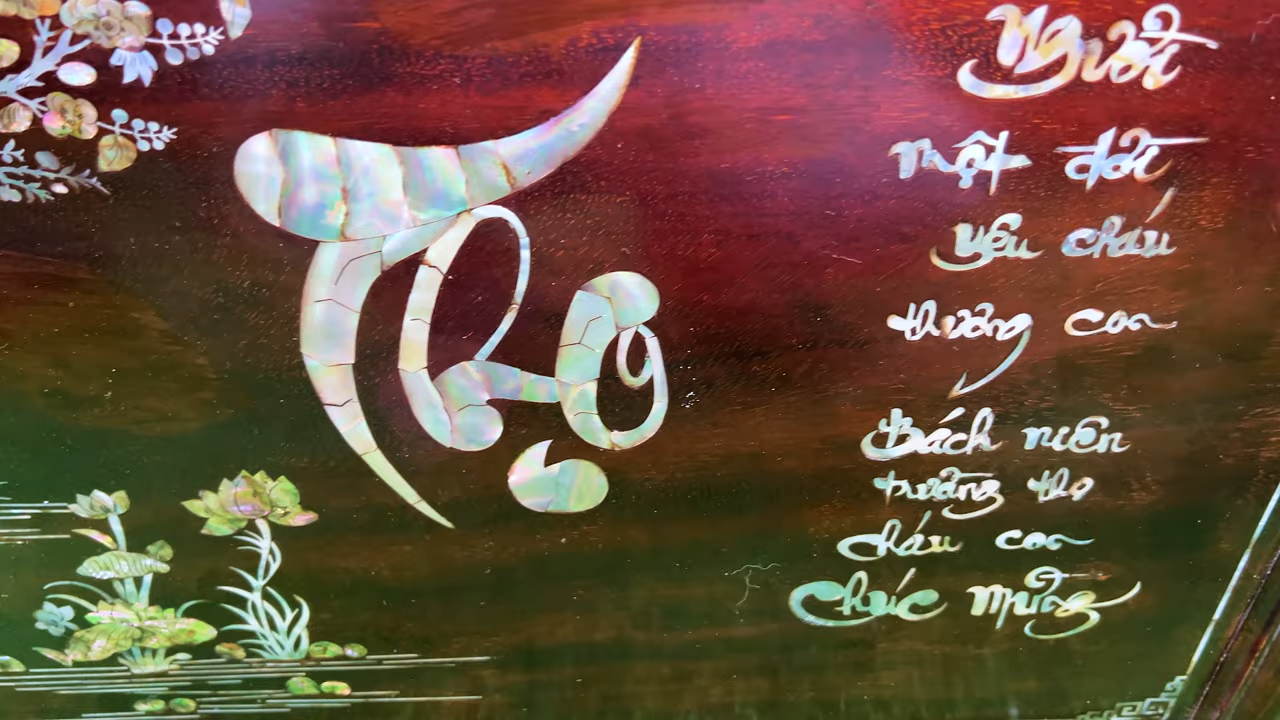 Thọ
Người
một đời
yêu cháu
thương con
Bách niên
trường thọ
cháu con
chúc mừng